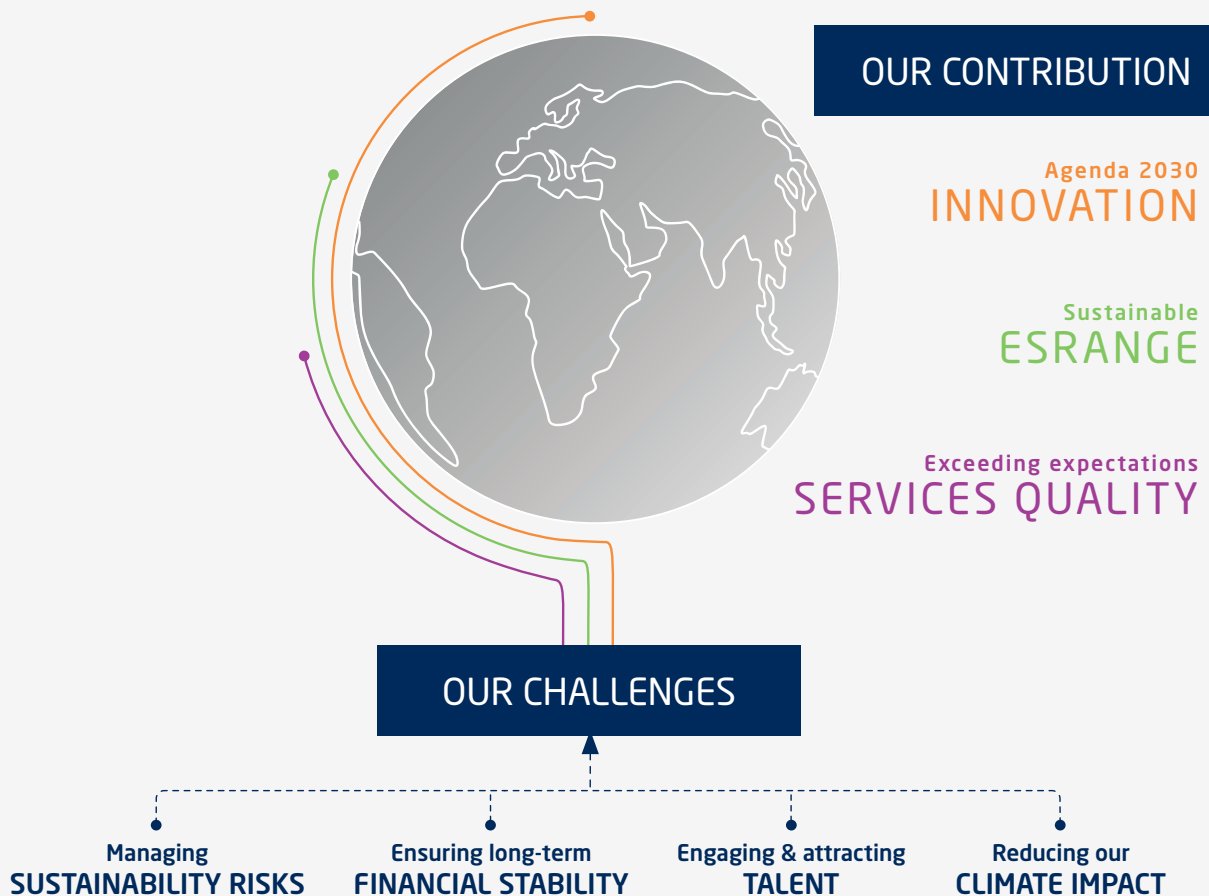 OUR CONTRIBUTION
Agenda 2030
INNOVATION
Sustainable
ESRANGE
Exceeding expectations
SERVICES QUALITY
OUR CHALLENGES
Managing
SUSTAINABILITY RISKS
Ensuring long-term
FINANCIAL STABILITY
Engaging & attracting
TALENT
Reducing our
CLIMATE IMPACT